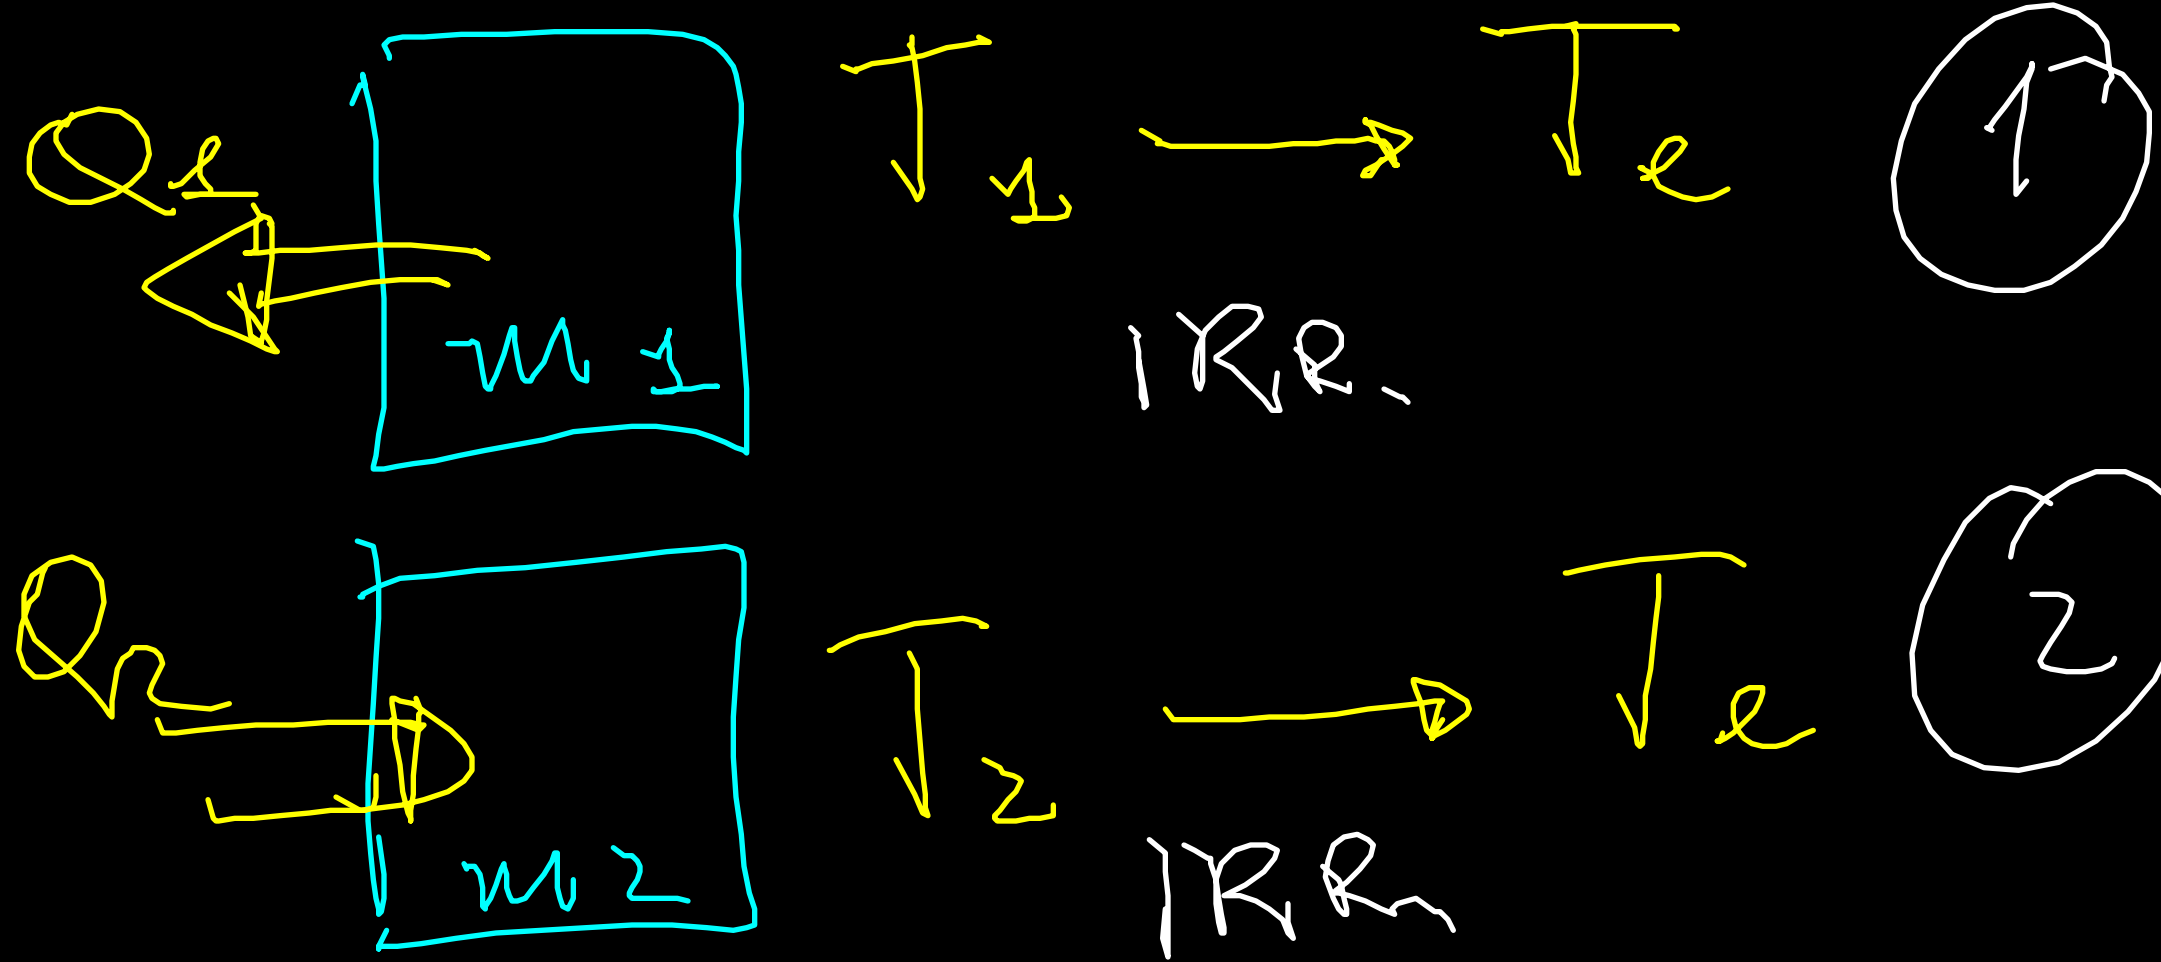 Q1 T1 → Te 1
m1 IRR.
Q2 T2 → Te 2
m2 IRR